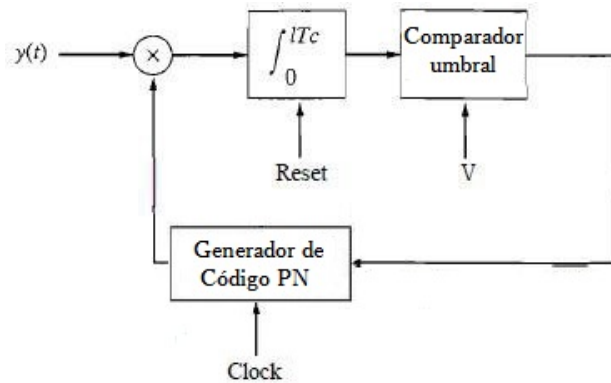 y(t)
×
∫
lTc
0
Comparador
umbral
Reset
V
Generador de
Código PN
Clock